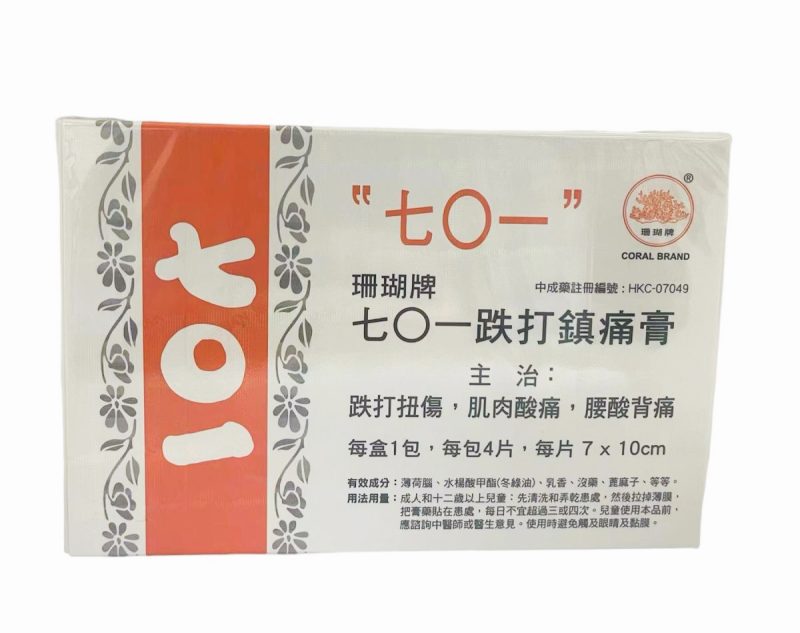 七〇一
“七〇一”
®
珊瑚牌
CORAL BRAND
珊瑚牌
中成藥註冊編號：HKC-07049
七〇一跌打鎮痛膏
主 治：
跌打扭傷，肌肉酸痛，腰酸背痛
每盒1包，每包4片，每片 7 x 10cm
有效成分：薄荷腦、水楊酸甲酯(冬綠油)、乳香、沒藥、蓖麻子、等等。
用法用量：成人和十二歲以上兒童：先清洗和弄乾患處，然後拉掉薄膜，
把膏藥貼在患處，每日不宜超過三或四次。兒童使用本品前，
應諮詢中醫師或醫生意見。使用時避免觸及眼睛及黏膜。